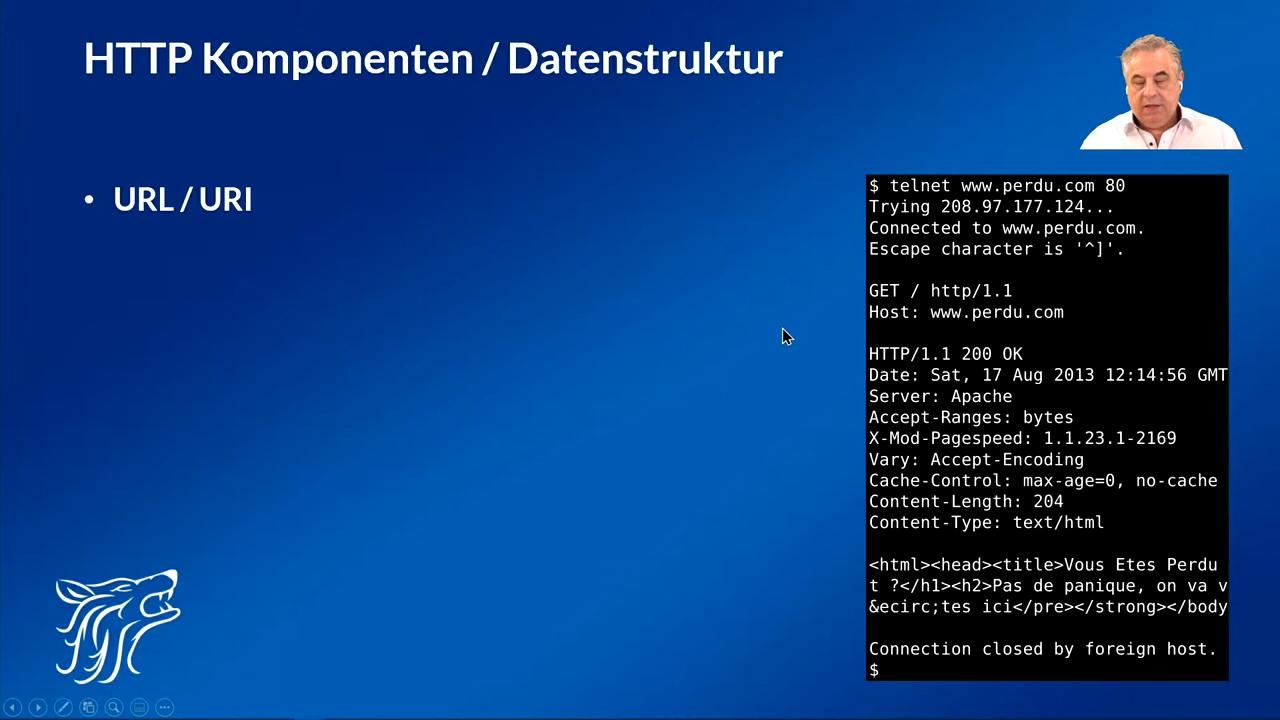 HTTP Komponenten / Datenstruktur
• URL / URI
$ telnet www.perdu.com 80
Trying 208.97.177.124...
Connected to www.perdu.com.
Escape character is '^]'.
GET / http/1.1
Host: www.perdu.com
HTTP/1.1 200 OK
Date: Sat, 17 Aug 2013 12:14:56 GMT
Server: Apache
Accept-Ranges: bytes
X-Mod-Pagespeed: 1.1.23.1-2169
Vary: Accept-Encoding
Cache-Control: max-age=0, no-cache
Content-Length: 204
Content-Type: text/html
<html><head><title>Vous Etes Perdu
t ?</h1><h2>Pas de panique, on va v
&ecirc;tes ici</pre></strong></body
Connection closed by foreign host.
$